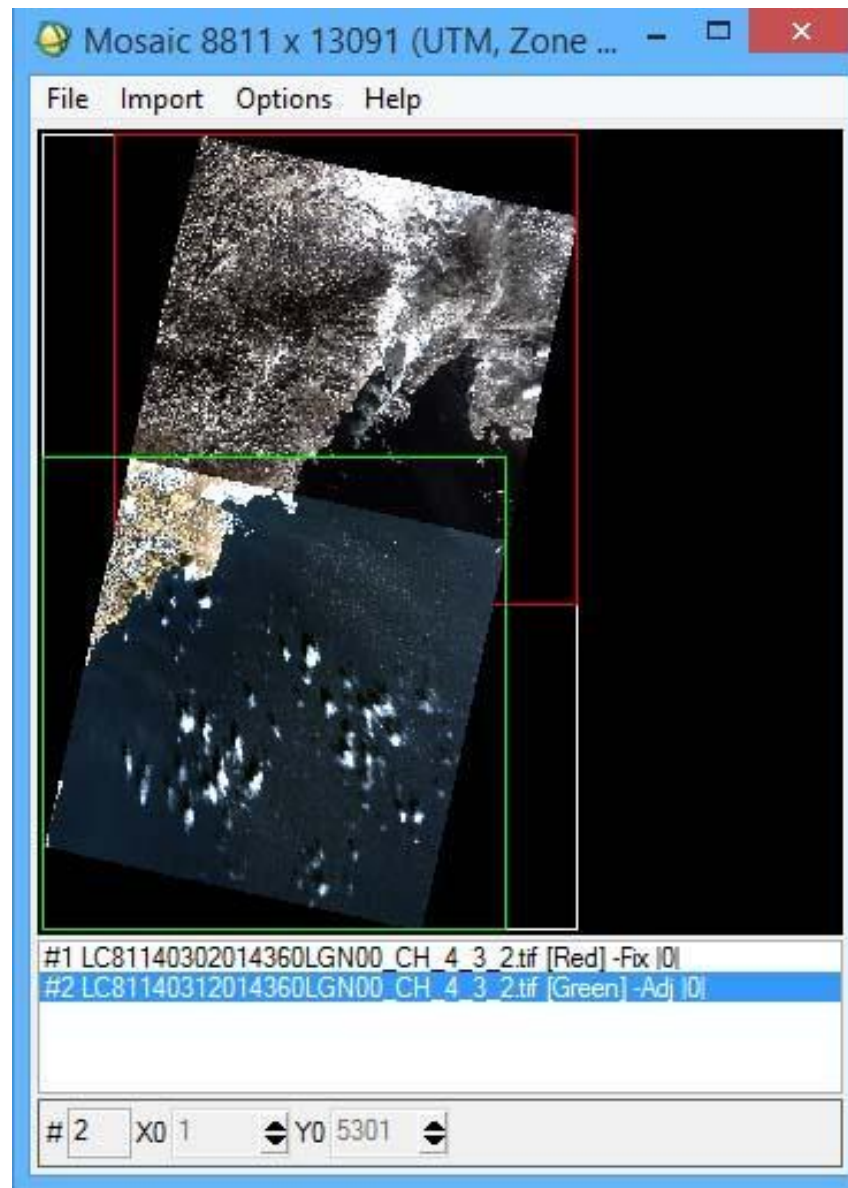 Mosaic 8811 x 13091 (UTM, Zone ...
File Import Options Help
#1 LC81140302014360LGN00_CH_4_3_2.tif [Red] -Fix |0|
#2 LC81140312014360LGN00_CH_4_3_2.tif [Green] -Adj |0|
# 2 X0 1 Y0 5301